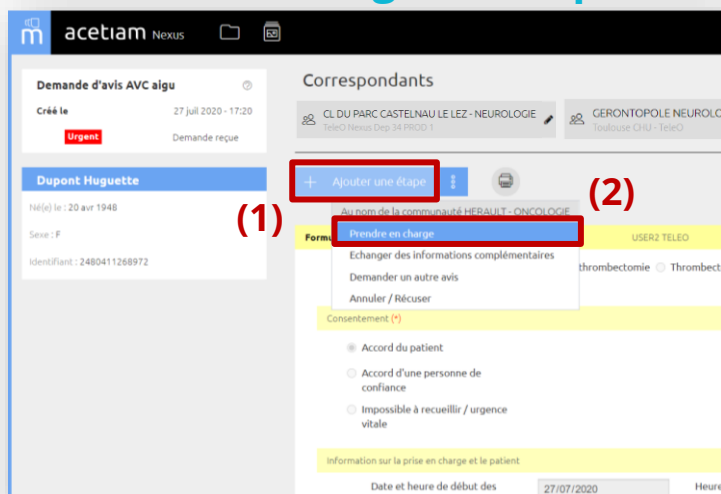 acetiam Nexus
Demande d'avis AVC aigu
Créé le 27 juil 2020 - 17:20
Urgent Demande reçue
Dupont Huguette
Né(e) le : 20 avr 1948
Sexe : F
Identifiant : 2480411268972
(1)
Correspondants
CL DU PARC CASTELNAU LE LEZ - NEUROLOGIE
TeleO Nexus Dep 34 PROD 1
GERONTOPOLE NEUROLO
Toulouse CHU - TeleO
+ Ajouter une étape
(2)
Au nom de la communauté HERAULT - ONCOLOGIE
Prendre en charge
Echanger des informations complémentaires
Demander un autre avis
Annuler / Récuser
Formu
USER2 TELEO
thrombectomie Thrombect
Consentement (*)
Accord du patient
Accord d'une personne de
confiance
Impossible à recueillir / urgence
vitale
Information sur la prise en charge et le patient
Date et heure de début des 27/07/2020 Heure